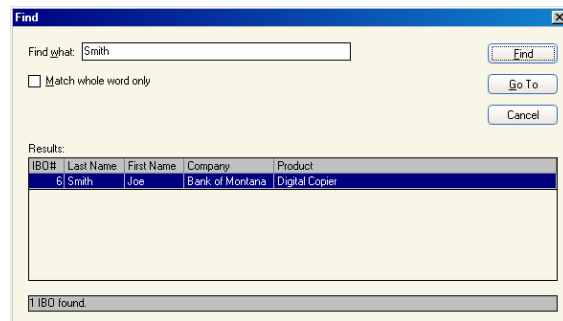 Find
Find what: Smith
Find
Match whole word only
Go To
Cancel
Results:
IBO# Last Name First Name Company Product
6 Smith Joe Bank of Montana Digital Copier
1 IBO found.